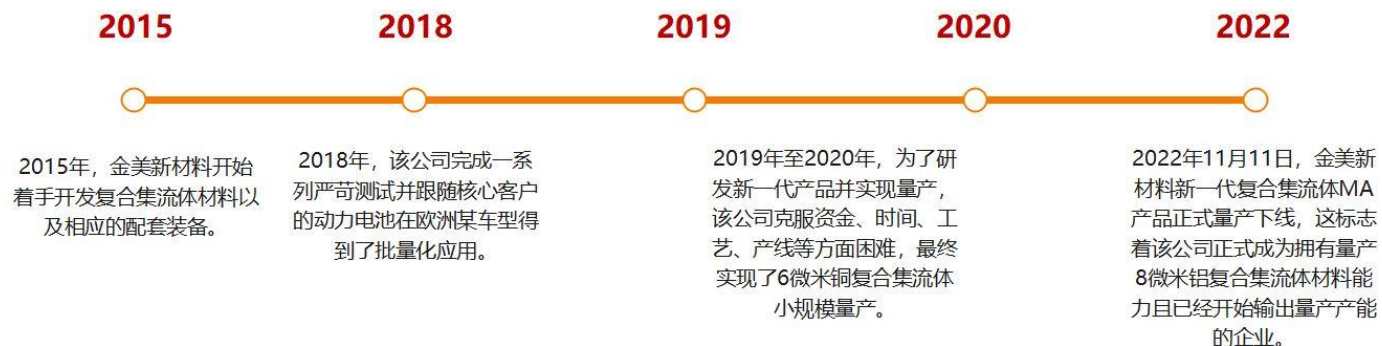 2015
2018
2019
2020
2022
2015年，金美新材料开始
着手开发复合集流体材料以
及相应的配套装备。
2018年，该公司完成一系
列严苛测试并跟随核心客户
的动力电池在欧洲某车型得
到了批量化应用。
2019年至2020年，为了研
发新一代产品并实现量产，
该公司克服资金、时间、工
艺、产线等方面困难，最终
实现了6微米铜复合集流体
小规模量产。
2022年11月11日，金美新
材料新一代复合集流体MA
产品正式量产下线，这标志
着该公司正式成为拥有量产
8微米铝复合集流体材料能
力且已经开始输出量产产能
的企业。